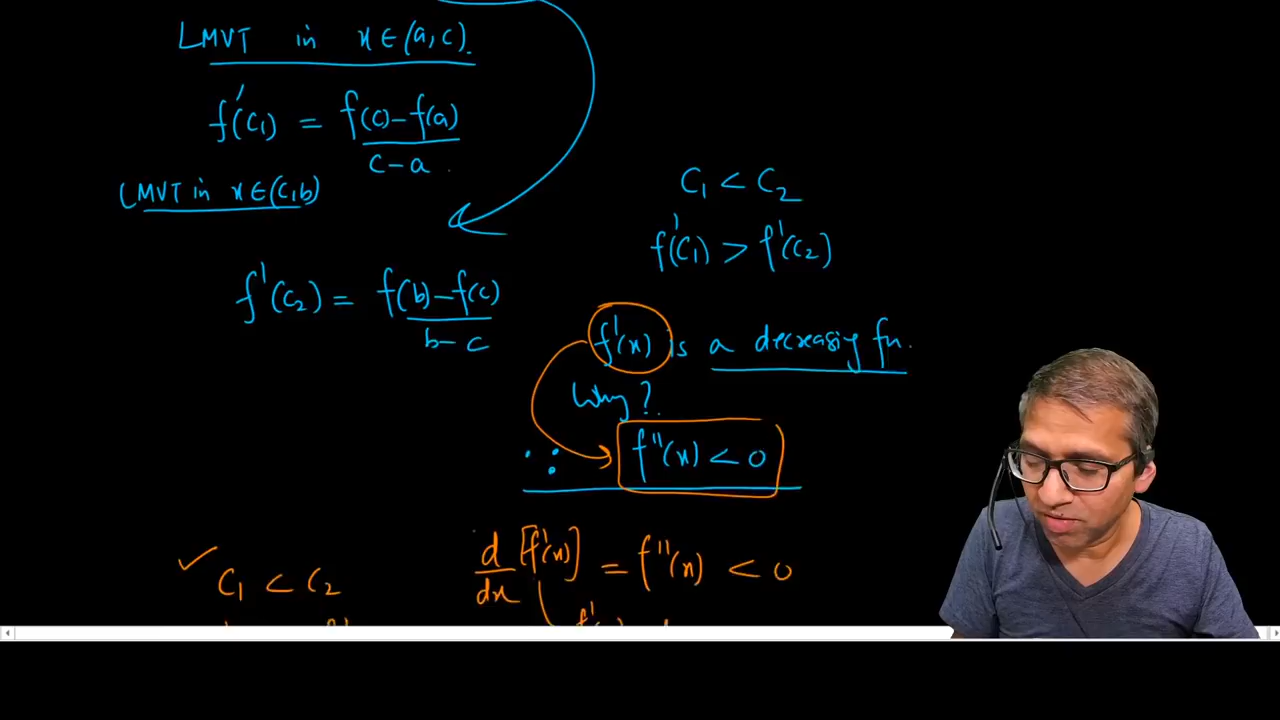 LMVT in x∈(a,c).
f'(c₁) = f(c)-f(a)
c-a
LMVT in x∈(c,b)
f'(c₂) = f(b)-f(c)
b-c
c₁ < c₂
f'(c₁) > f'(c₂)
f'(x) is a decreasing fn.
Why?
∵ f''(x) < 0
✓ c₁ < c₂
d/dx [f'(x)] = f''(x) < 0